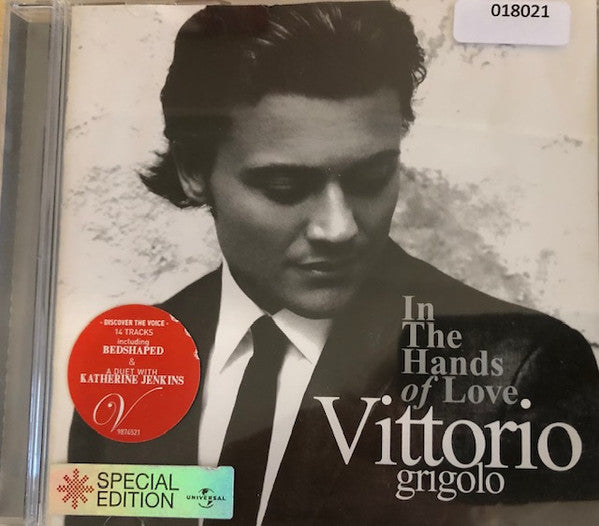 018021
In
The
Hands
of Love
Vittorio
grigolo
- DISCOVER THE VOICE -
14 TRACKS
including
BEDSHAPED
&
A DUET WITH
KATHERINE JENKINS
V
9874521
SPECIAL
EDITION
UNIVERSAL